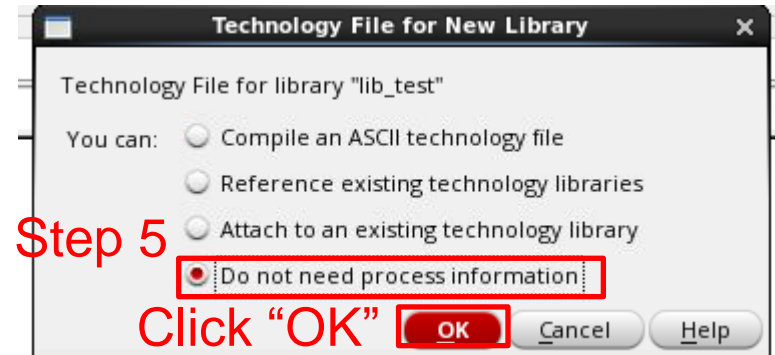 Technology File for New Library
Technology File for library "lib_test"
You can: Compile an ASCII technology file
Reference existing technology libraries
Attach to an existing technology library
Step 5
Do not need process information
Click “OK” OK Cancel Help